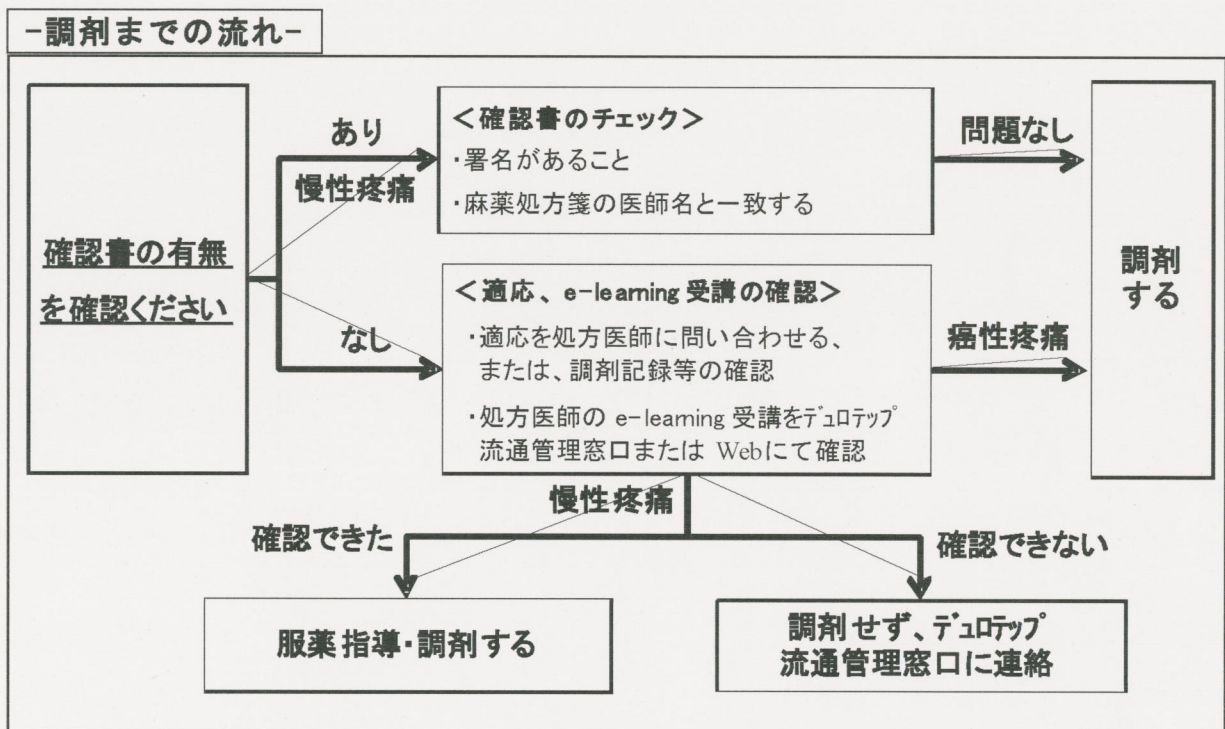 -調剤までの流れ-
確認書の有無
を確認ください
あり
慢性疼痛
なし
<確認書のチェック>
・署名があること
・麻薬処方箋の医師名と一致する
問題なし
<適応、e-learning 受講の確認>
・適応を処方医師に問い合わせる、
または、調剤記録等の確認
・処方医師の e-learning 受講をデュロテップ
流通管理窓口または Webにて確認
癌性疼痛
調剤
する
慢性疼痛
確認できた
確認できない
服薬指導・調剤する
調剤せず、デュロテップ
流通管理窓口に連絡